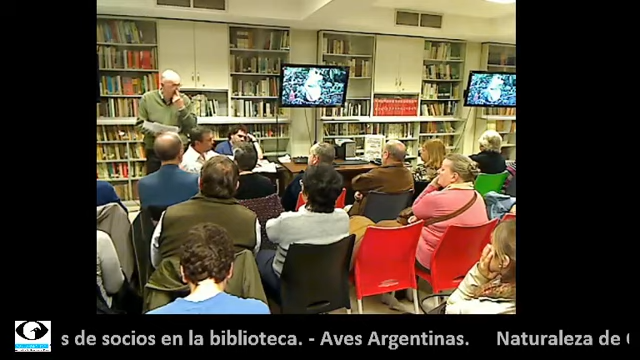 s de socios en la biblioteca. - Aves Argentinas. Naturaleza de